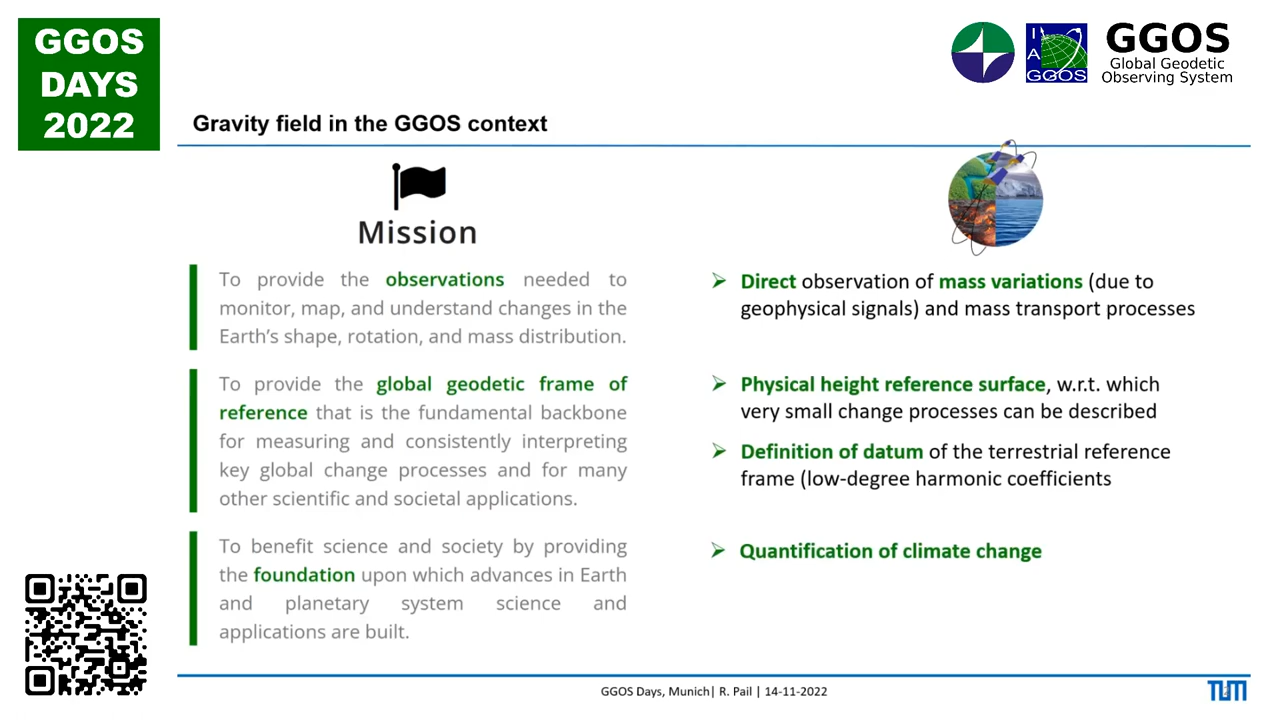 GGOS
DAYS
2022
I
A
GGOS
GGOS
Global Geodetic
Observing System
Gravity field in the GGOS context
Mission
To provide the observations needed to
monitor, map, and understand changes in the
Earth's shape, rotation, and mass distribution.
To provide the global geodetic frame of
reference that is the fundamental backbone
for measuring and consistently interpreting
key global change processes and for many
other scientific and societal applications.
To benefit science and society by providing
the foundation upon which advances in Earth
and planetary system science and
applications are built.
➢ Direct observation of mass variations (due to
geophysical signals) and mass transport processes
➢ Physical height reference surface, w.r.t. which
very small change processes can be described
➢ Definition of datum of the terrestrial reference
frame (low-degree harmonic coefficients
➢ Quantification of climate change
GGOS Days, Munich| R. Pail | 14-11-2022
TUM